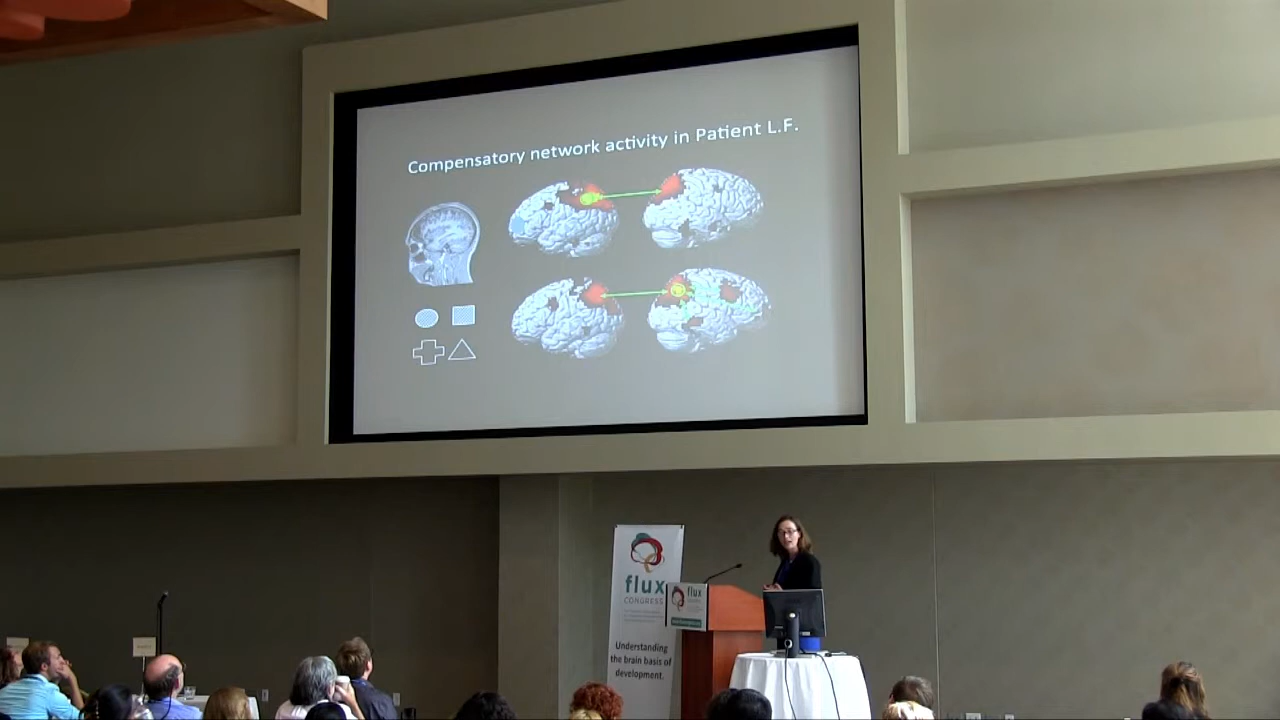 Compensatory network activity in Patient L.F.
flux
CONGRESS
flux
Understanding
the brain basis of
development.